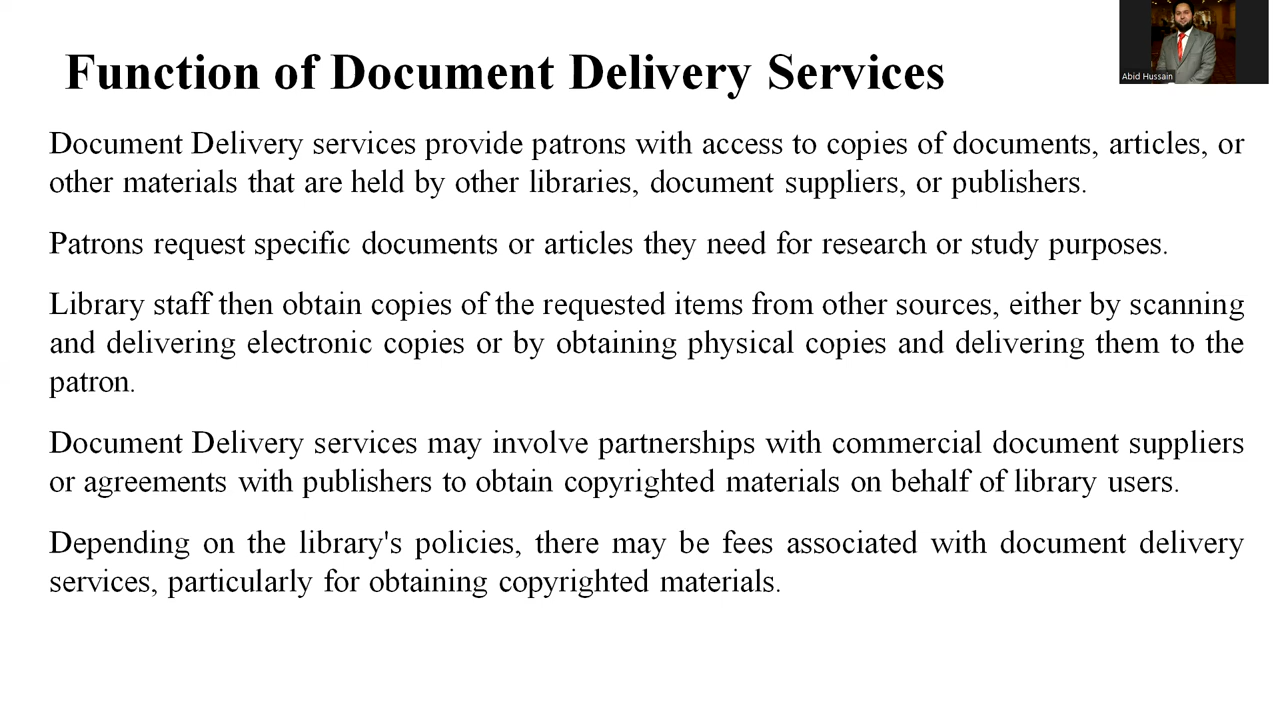 Function of Document Delivery Services
Abid Hussain
Document Delivery services provide patrons with access to copies of documents, articles, or
other materials that are held by other libraries, document suppliers, or publishers.
Patrons request specific documents or articles they need for research or study purposes.
Library staff then obtain copies of the requested items from other sources, either by scanning
and delivering electronic copies or by obtaining physical copies and delivering them to the
patron.
Document Delivery services may involve partnerships with commercial document suppliers
or agreements with publishers to obtain copyrighted materials on behalf of library users.
Depending on the library's policies, there may be fees associated with document delivery
services, particularly for obtaining copyrighted materials.